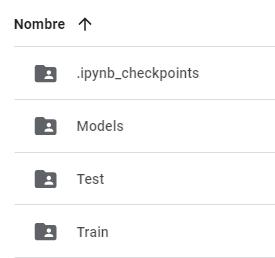 Nombre
.ipynb_checkpoints
Models
Test
Train